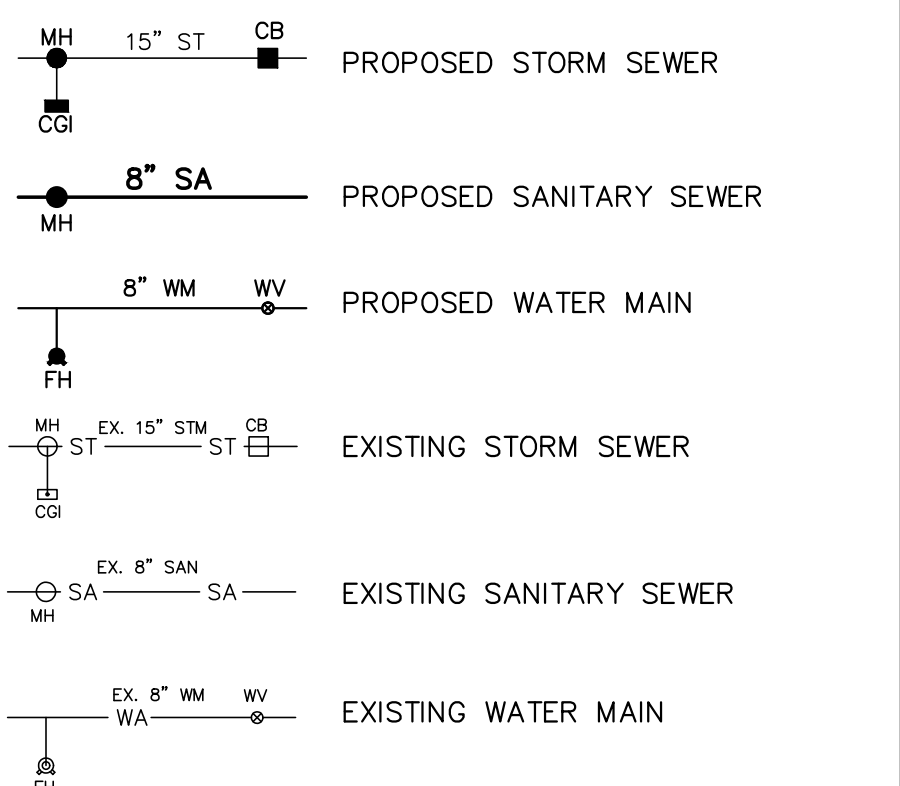 MH 15” ST CB PROPOSED STORM SEWER
CGI
8” SA PROPOSED SANITARY SEWER
MH
8” WM WV PROPOSED WATER MAIN
FH
MH EX. 15” STM CB
ST ST EXISTING STORM SEWER
CGI
EX. 8” SAN
SA SA EXISTING SANITARY SEWER
MH
EX. 8” WM WV
WA EXISTING WATER MAIN